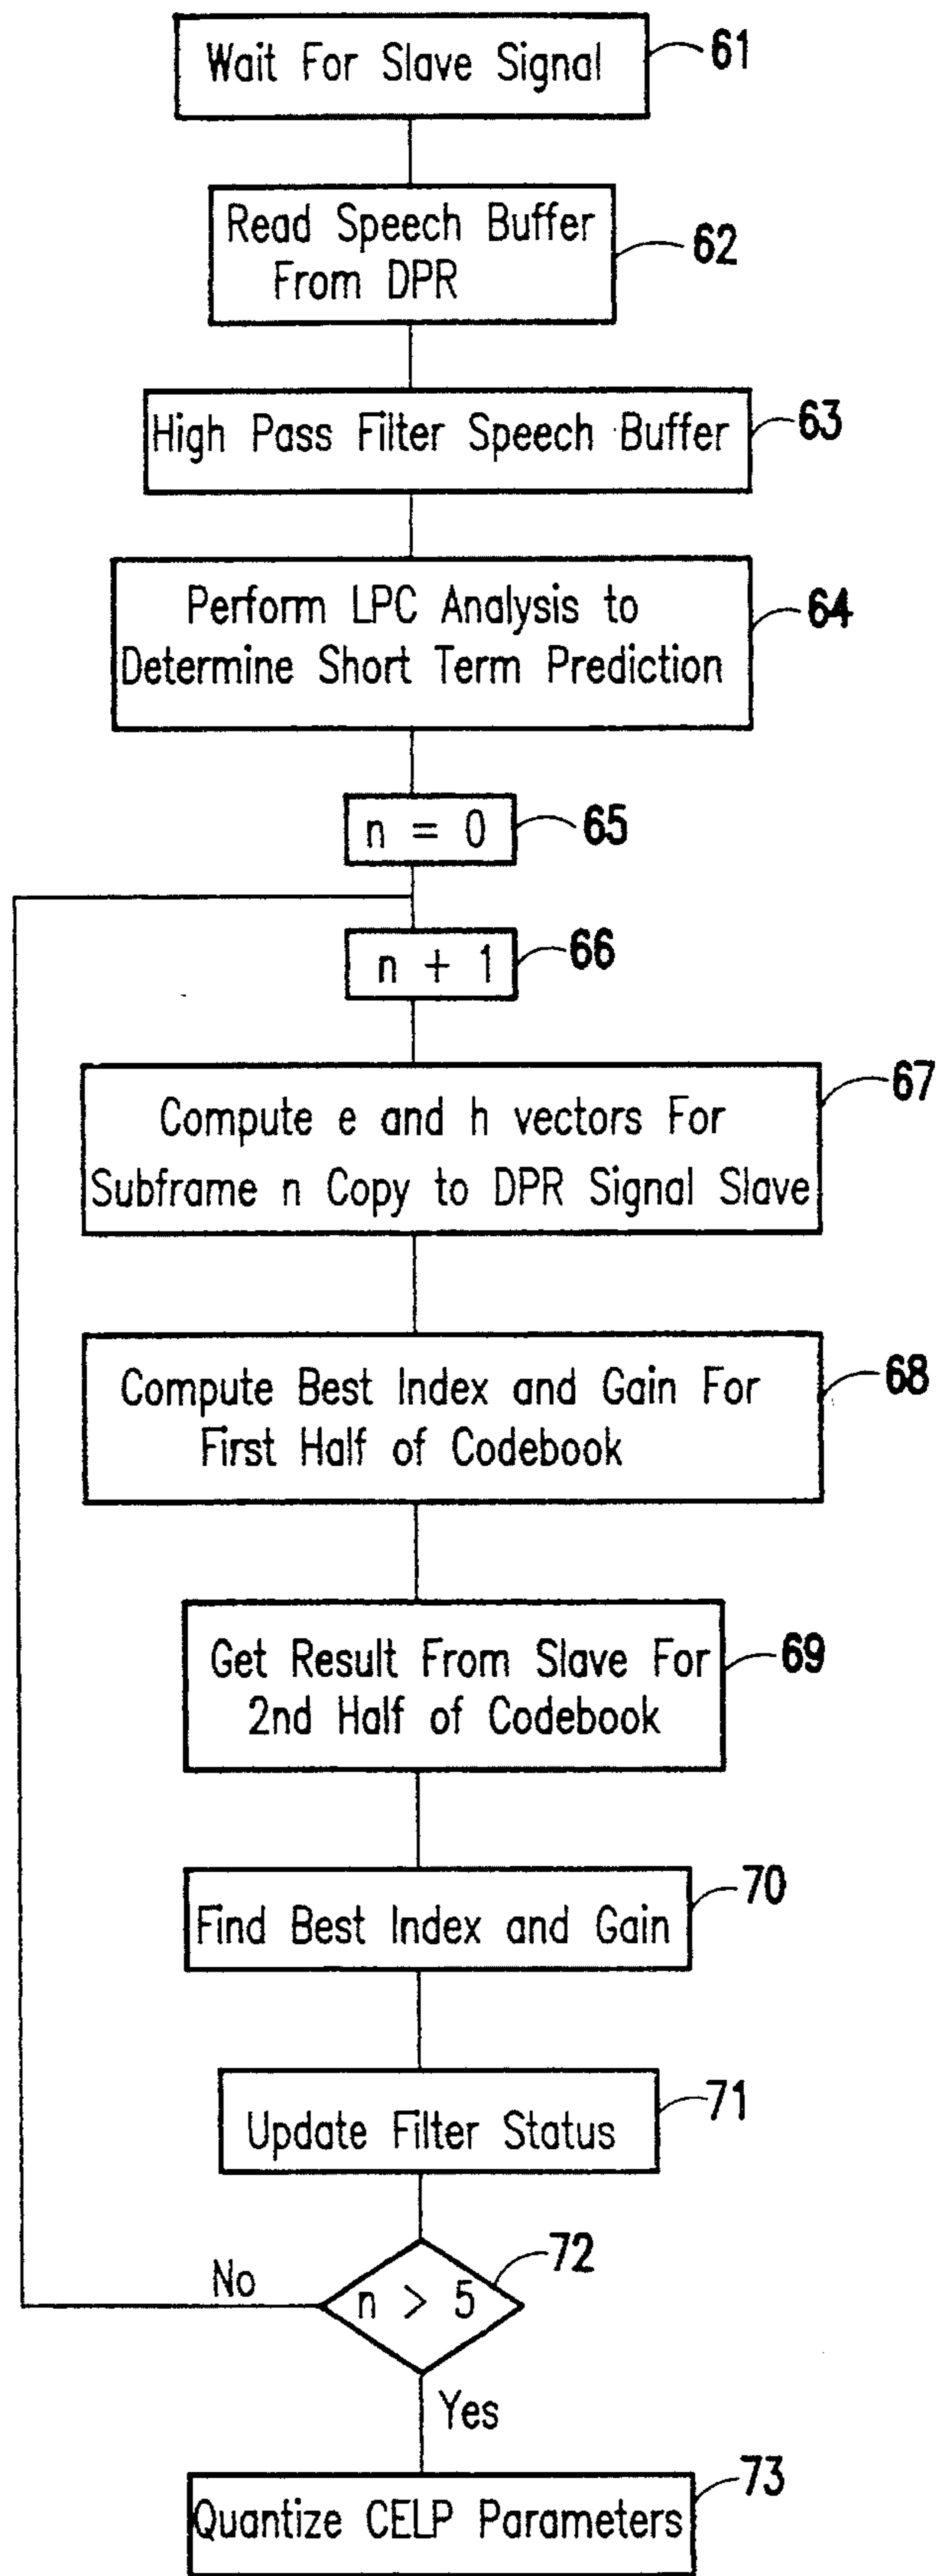 Wait For Slave Signal
61
Read Speech Buffer
From DPR
62
High Pass Filter Speech Buffer
63
Perform LPC Analysis to
Determine Short Term Prediction
64
n = 0
65
n + 1
66
Compute e and h vectors For
Subframe n Copy to DPR Signal Slave
67
Compute Best Index and Gain For
First Half of Codebook
68
Get Result From Slave For
2nd Half of Codebook
69
Find Best Index and Gain
70
Update Filter Status
71
n > 5
72
No
Yes
Quantize CELP Parameters
73